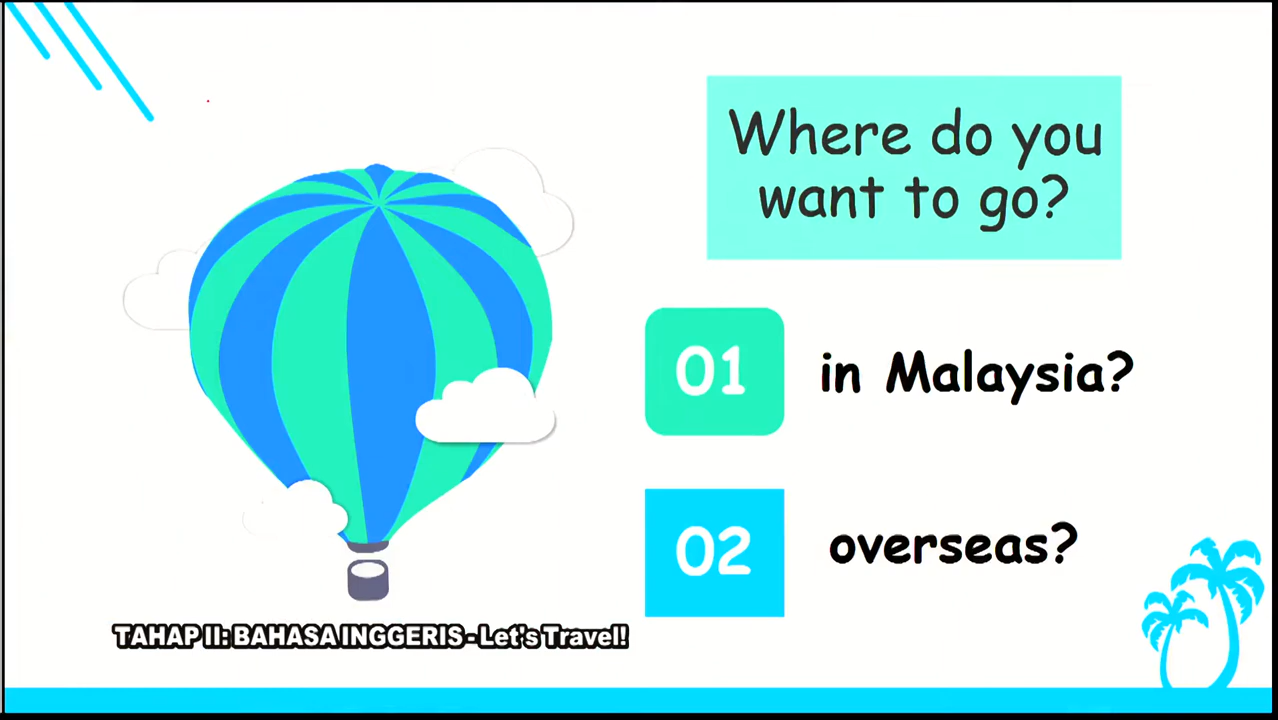 Where do you
want to go?
01 in Malaysia?
02 overseas?
TAHAP II: BAHASA INGGERIS - Let's Travel!